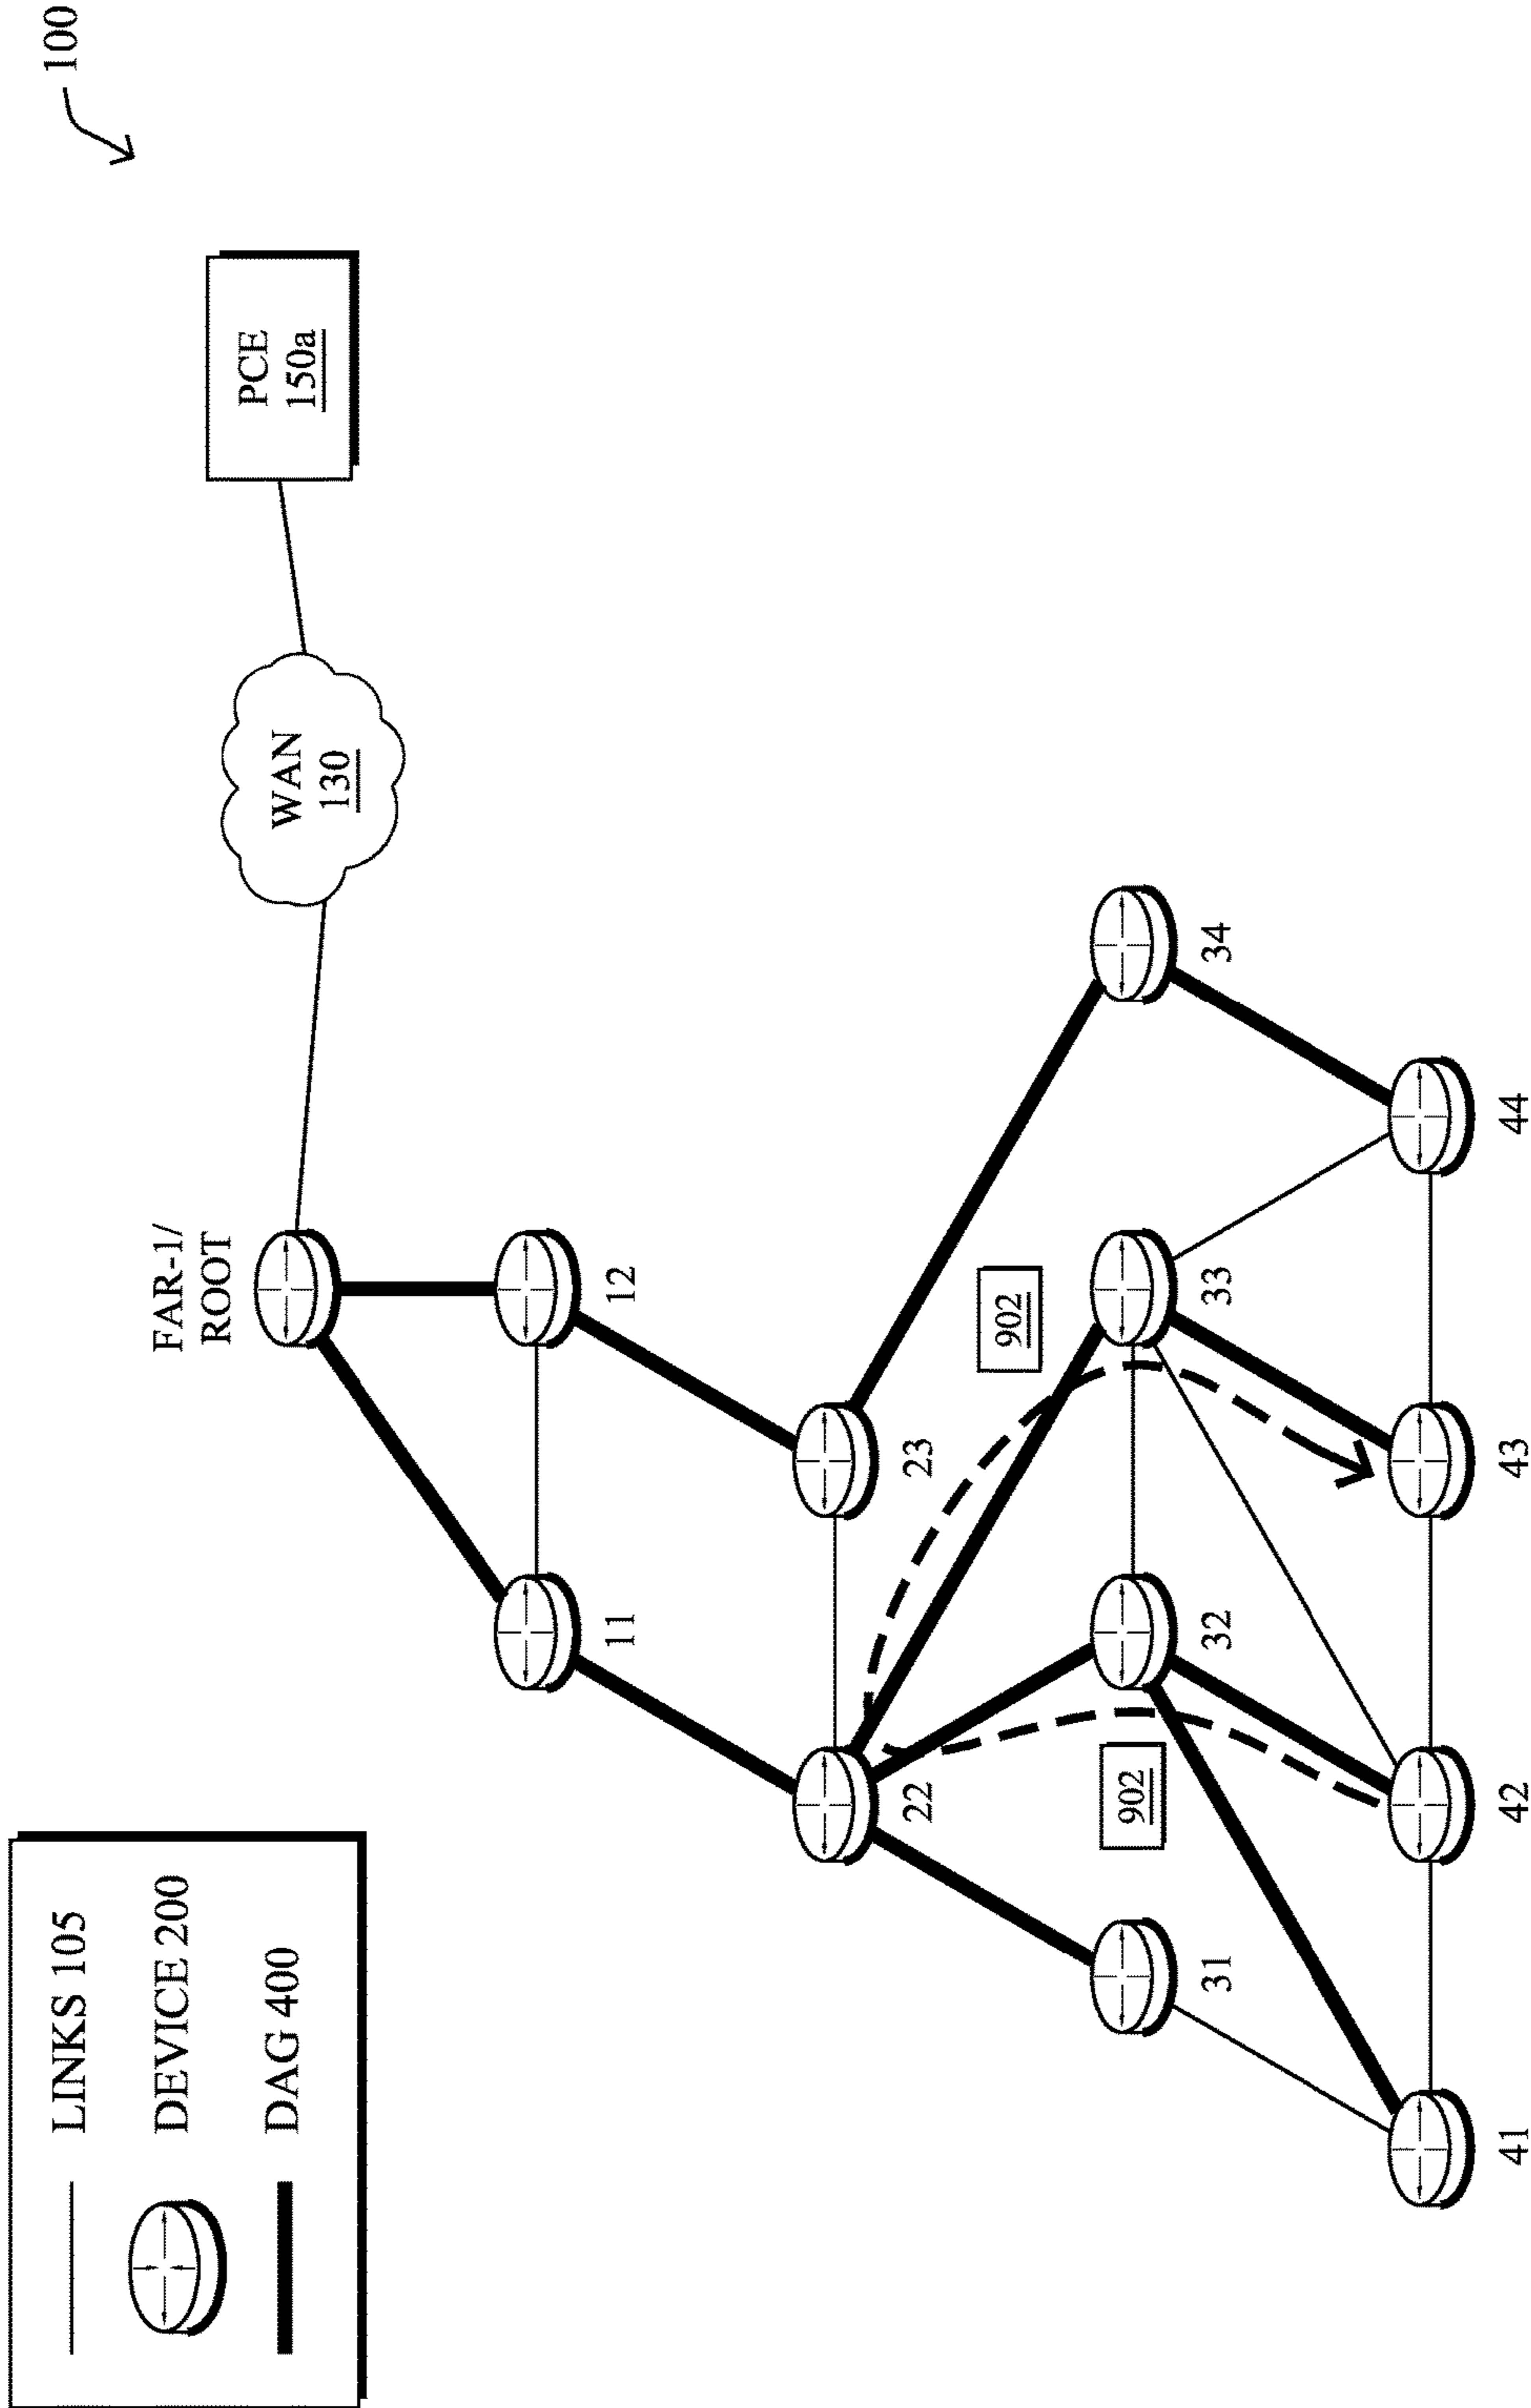 100
LINKS 105
DEVICE 200
DAG 400
FAR-1/
ROOT
WAN
130
PCE
150a
11
12
22
23
902
902
31
32
33
34
41
42
43
44